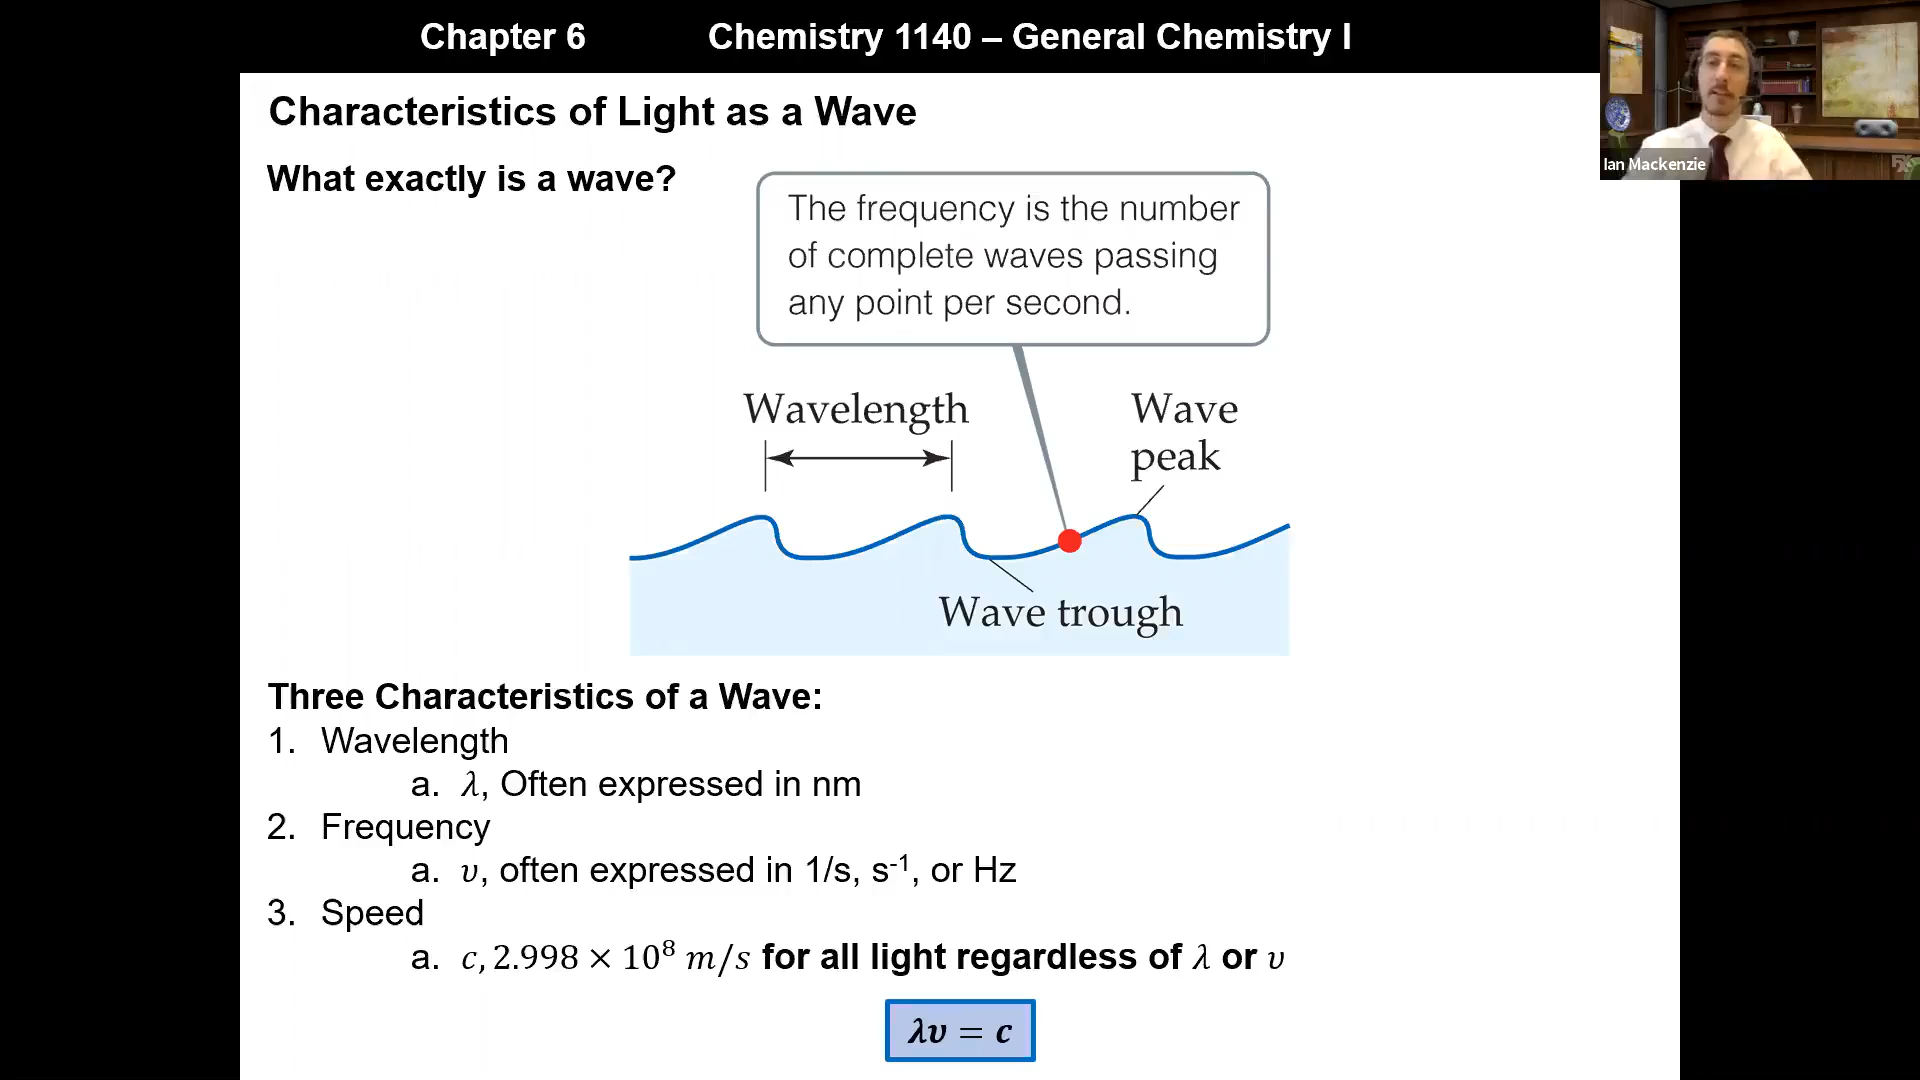 Chapter 6 Chemistry 1140 – General Chemistry I
Ian Mackenzie
Characteristics of Light as a Wave
What exactly is a wave?
The frequency is the number
of complete waves passing
any point per second.
Wavelength
Wave
peak
Wave trough
Three Characteristics of a Wave:
1. Wavelength
a. λ, Often expressed in nm
2. Frequency
a. υ, often expressed in 1/s, s⁻¹, or Hz
3. Speed
a. c, 2.998 × 10⁸ m/s for all light regardless of λ or υ
λυ = c